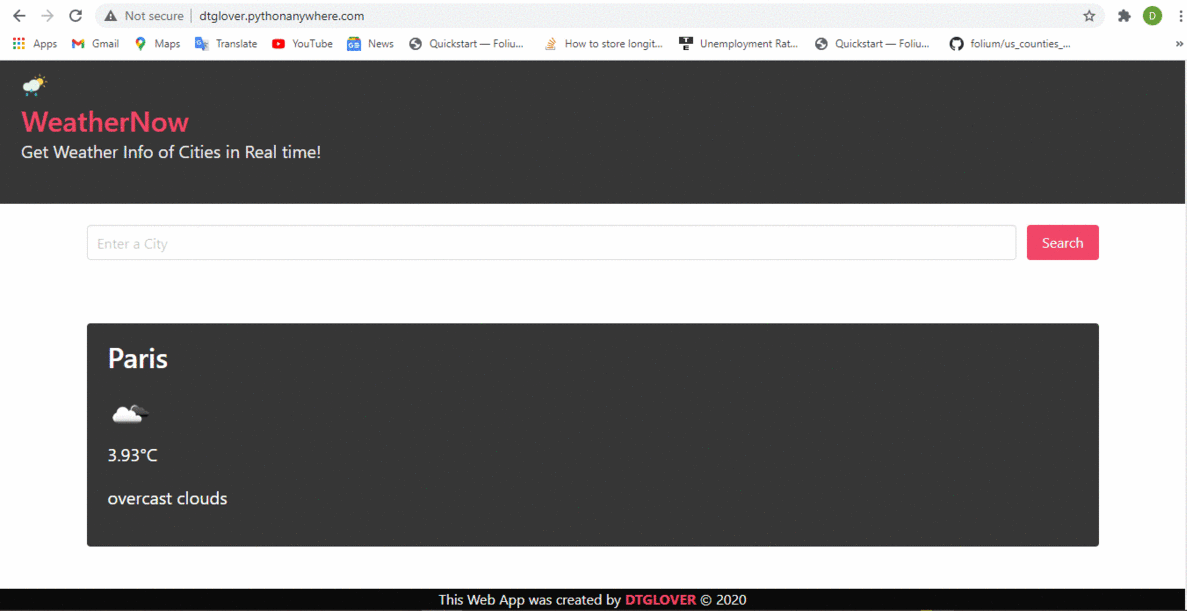 Not secure | dtglover.pythonanywhere.com D
Apps Gmail Maps Translate YouTube News Quickstart — Foliu... How to store longit... Unemployment Rat... Quickstart — Foliu... folium/us_counties_... »
WeatherNow
Get Weather Info of Cities in Real time!
Enter a City Search
Paris
3.93°C
overcast clouds
This Web App was created by DTGLOVER © 2020